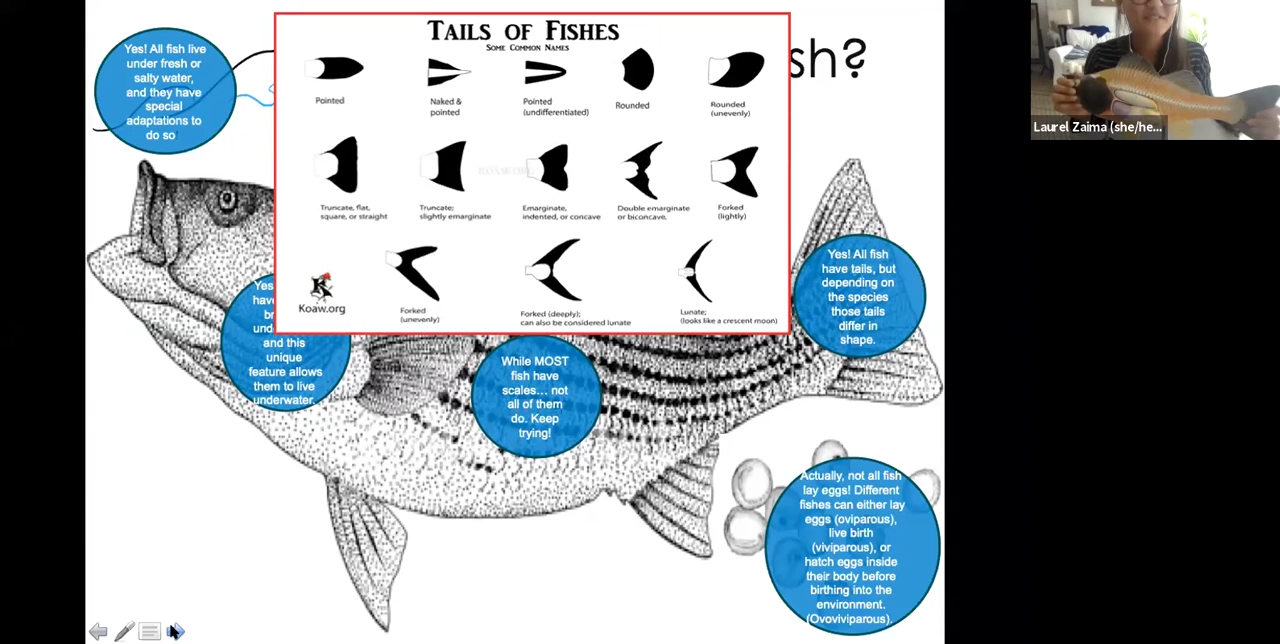 Yes! All fish live
under fresh or
salty water,
and they have
special
adaptations to
do so
sh?
TAILS OF FISHES
SOME COMMON NAMES
Pointed
Naked &
pointed
Pointed
(undifferentiated)
Rounded
Rounded
(unevenly)
Truncate, flat,
square, or straight
Truncate;
slightly emarginate
Emarginate,
indented, or concave
Double emarginate
or biconcave,
Forked
(lightly)
Koaw.org
Forked
(unevenly)
Forked (deeply);
can also be considered lunate
Lunate;
(looks like a crescent moon)
Laurel Zaima (she/he...
Yes! All fish
have tails, but
depending on
the species
those tails
differ in
shape.
Yes
hav
br
und
and this
unique
feature allows
them to live
underwater.
While MOST
fish have
scales... not
all of them
do. Keep
trying!
Actually, not all fish
lay eggs! Different
fishes can either lay
eggs (oviparous),
live birth
(viviparous), or
hatch eggs inside
their body before
birthing into the
environment.
(Ovoviviparous).